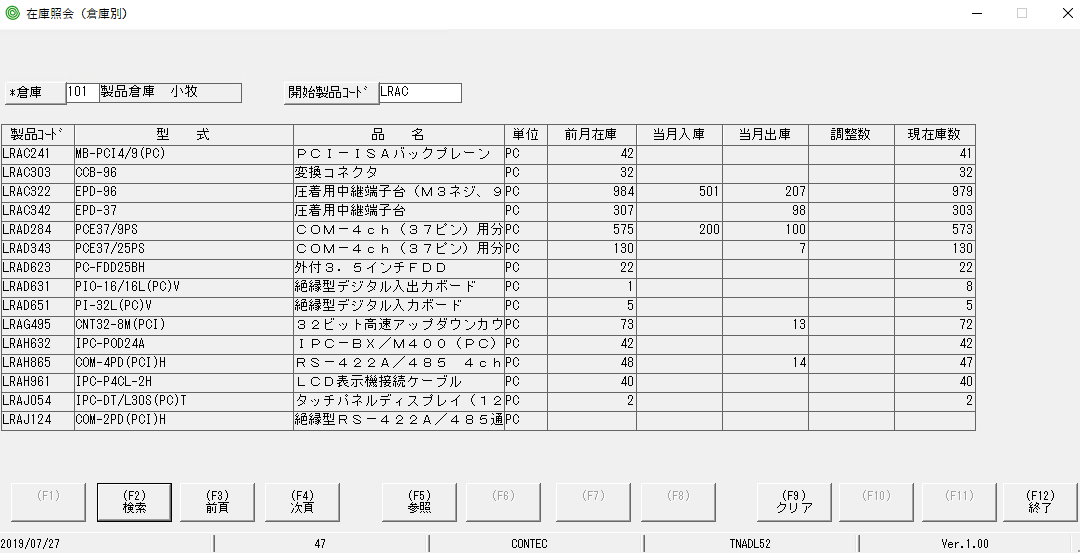 在庫照会（倉庫別）
*倉庫 101 製品倉庫　小牧 開始製品ｺｰﾄﾞ LRAC
製品ｺｰﾄﾞ 型　　式 品　　名 単位 前月在庫 当月入庫 当月出庫 調整数 現在庫数
LRAC241 MB-PCI4/9(PC) ＰＣＩ－ＩＳＡバックプレーン PC 42 41
LRAC303 CCB-96 変換コネクタ PC 32 32
LRAC322 EPD-96 圧着用中継端子台（Ｍ３ネジ、９ PC 984 501 207 979
LRAC342 EPD-37 圧着用中継端子台 PC 307 98 303
LRAD284 PCE37/9PS ＣＯＭ－４ｃｈ（３７ピン）用分 PC 575 200 100 573
LRAD343 PCE37/25PS ＣＯＭ－４ｃｈ（３７ピン）用分 PC 130 7 130
LRAD623 PC-FDD25BH 外付３．５インチＦＤＤ PC 22 22
LRAD631 PIO-16/16L(PC)V 絶縁型デジタル入出力ボード PC 1 8
LRAD651 PI-32L(PC)V 絶縁型デジタル入力ボード PC 5 5
LRAG495 CNT32-8M(PCI) ３２ビット高速アップダウンカウ PC 73 13 72
LRAH632 IPC-POD24A ＩＰＣ－ＢＸ／Ｍ４００（ＰＣ） PC 42 42
LRAH865 COM-4PD(PCI)H ＲＳ－４２２Ａ／４８５　４ｃｈ PC 48 14 47
LRAH961 IPC-P4CL-2H ＬＣＤ表示機接続ケーブル PC 40 40
LRAJ054 IPC-DT/L30S(PC)T タッチパネルディスプレイ（１２ PC 2 2
LRAJ124 COM-2PD(PCI)H 絶縁型ＲＳ－４２２Ａ／４８５通 PC
(F1) (F2) (F3) (F4) (F5) (F6) (F7) (F8) (F9) (F10) (F11) (F12)
検索 前頁 次頁 参照 クリア 終了
2019/07/27 47 CONTEC TNADL52 Ver.1.00